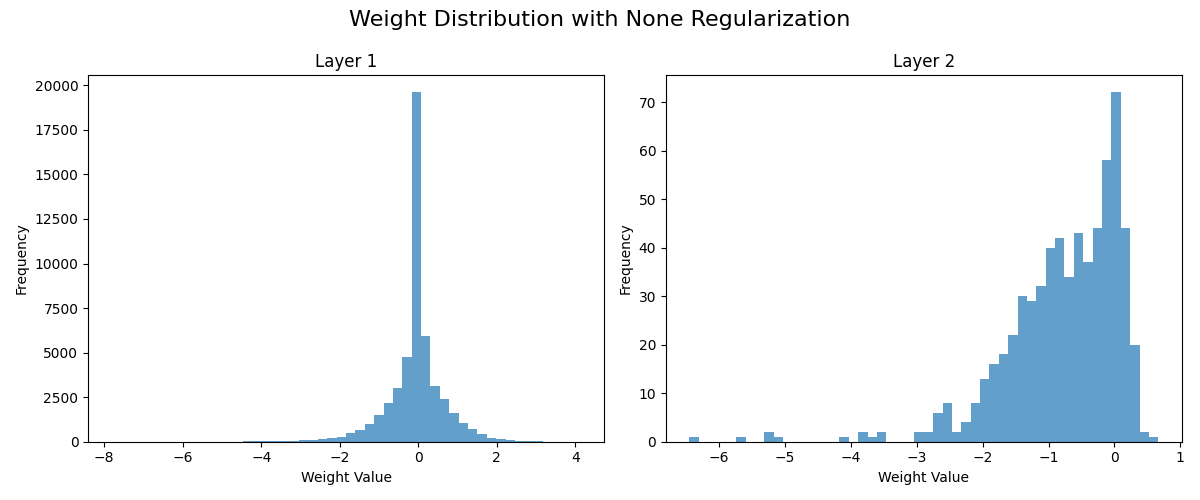 Weight Distribution with None Regularization
Layer 1
Frequency
20000
17500
15000
12500
10000
7500
5000
2500
0
−8 −6 −4 −2 0 2 4
Weight Value
Layer 2
Frequency
70
60
50
40
30
20
10
0
−6 −5 −4 −3 −2 −1 0 1
Weight Value